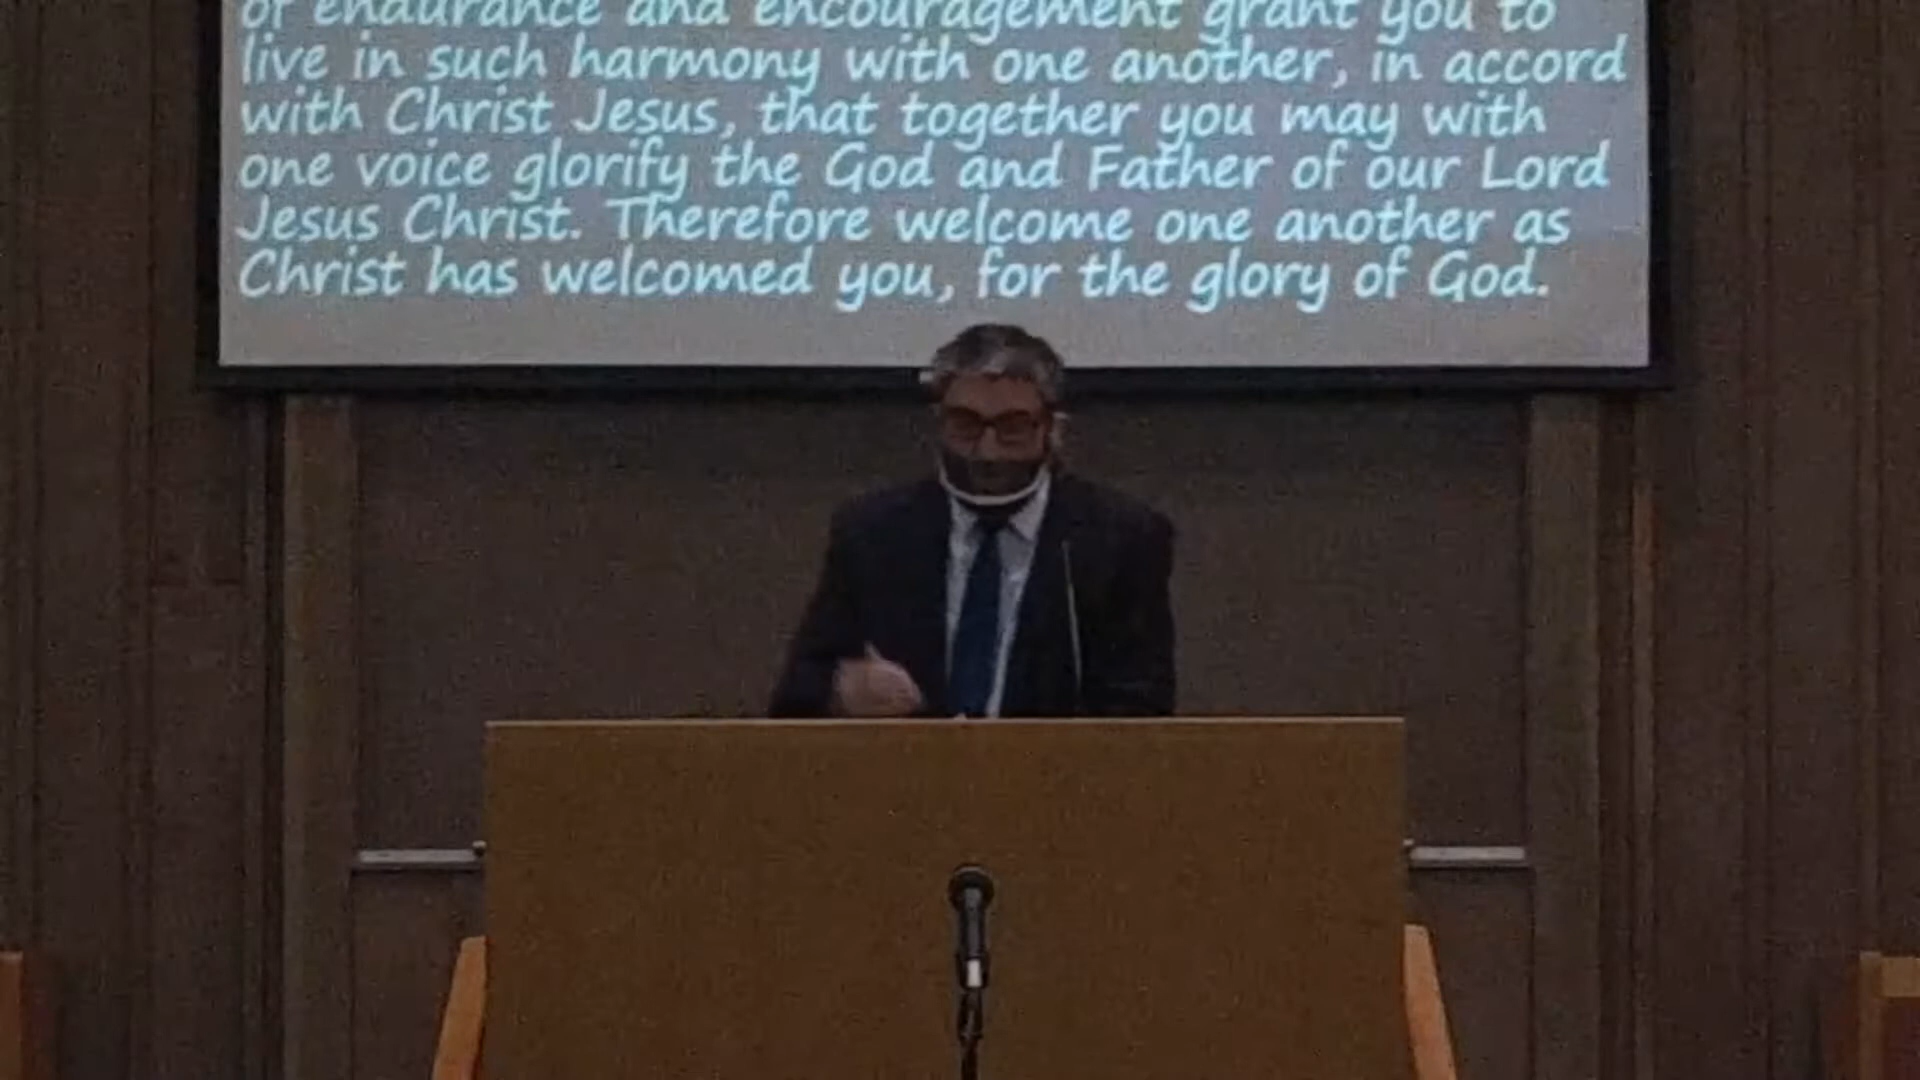 of endurance and encouragement grant you to
live in such harmony with one another, in accord
with Christ Jesus, that together you may with
one voice glorify the God and Father of our Lord
Jesus Christ. Therefore welcome one another as
Christ has welcomed you, for the glory of God.